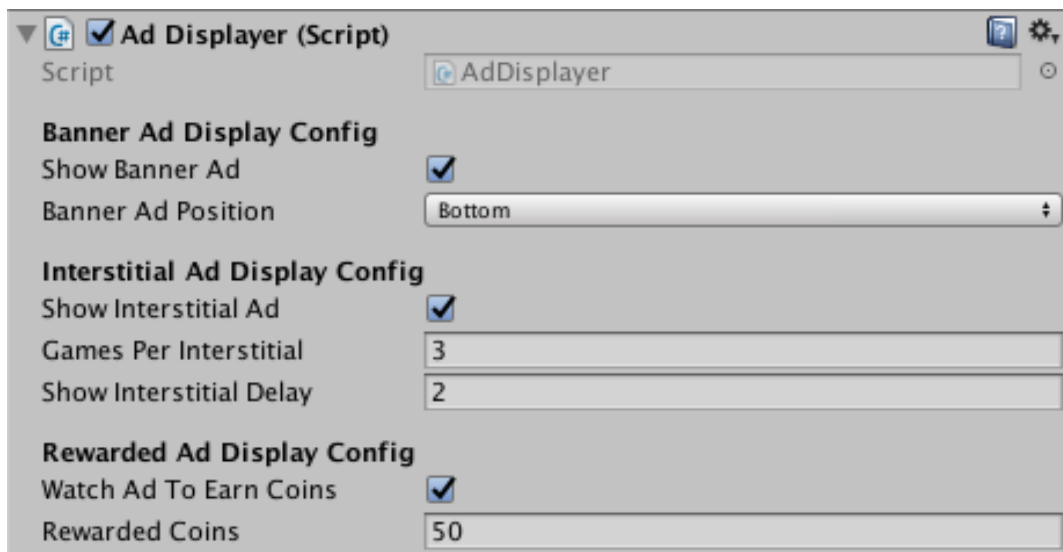 Ad Displayer (Script)
Script AdDisplayer
Banner Ad Display Config
Show Banner Ad
Banner Ad Position Bottom
Interstitial Ad Display Config
Show Interstitial Ad
Games Per Interstitial 3
Show Interstitial Delay 2
Rewarded Ad Display Config
Watch Ad To Earn Coins
Rewarded Coins 50